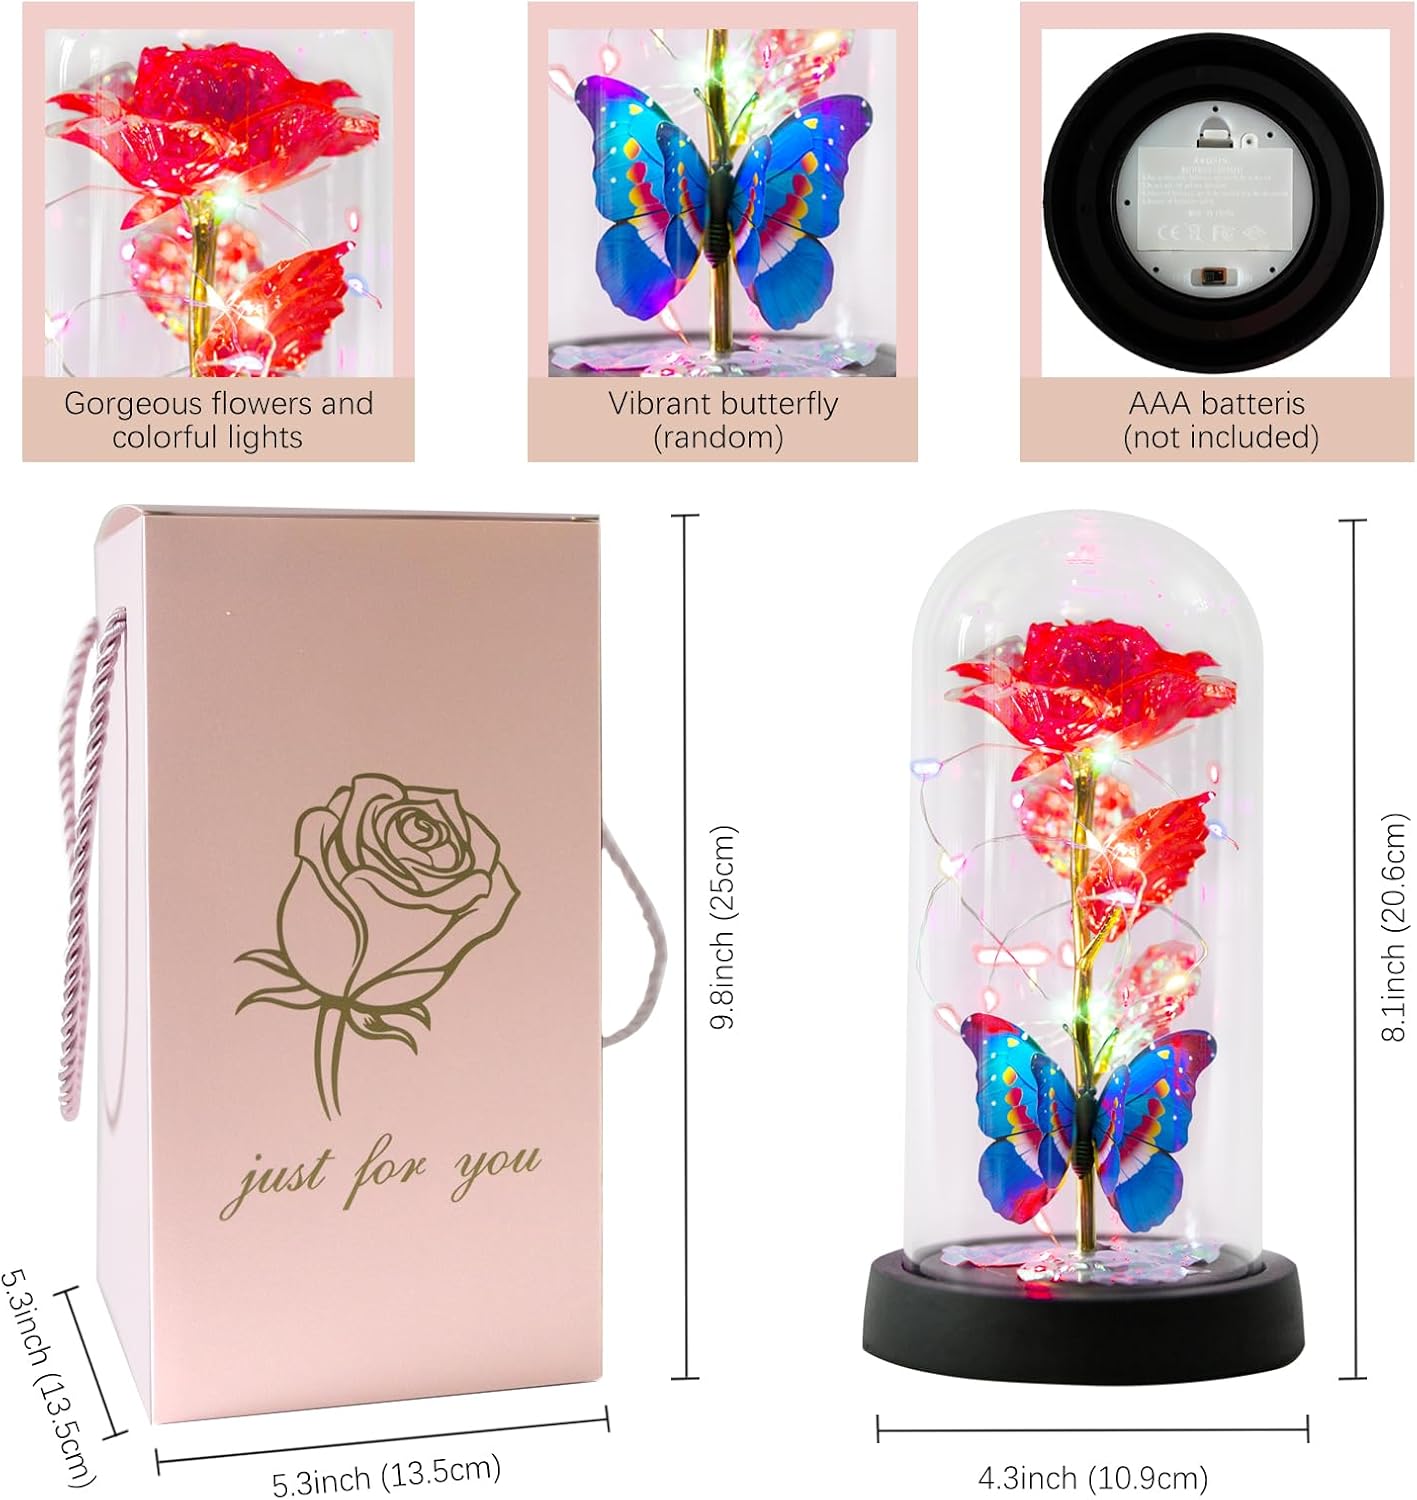 Gorgeous flowers and
colorful lights
Vibrant butterfly
(random)
AAA batteris
(not included)
just for you
9.8inch (25cm)
5.3inch (13.5cm)
5.3inch (13.5cm)
8.1inch (20.6cm)
4.3inch (10.9cm)